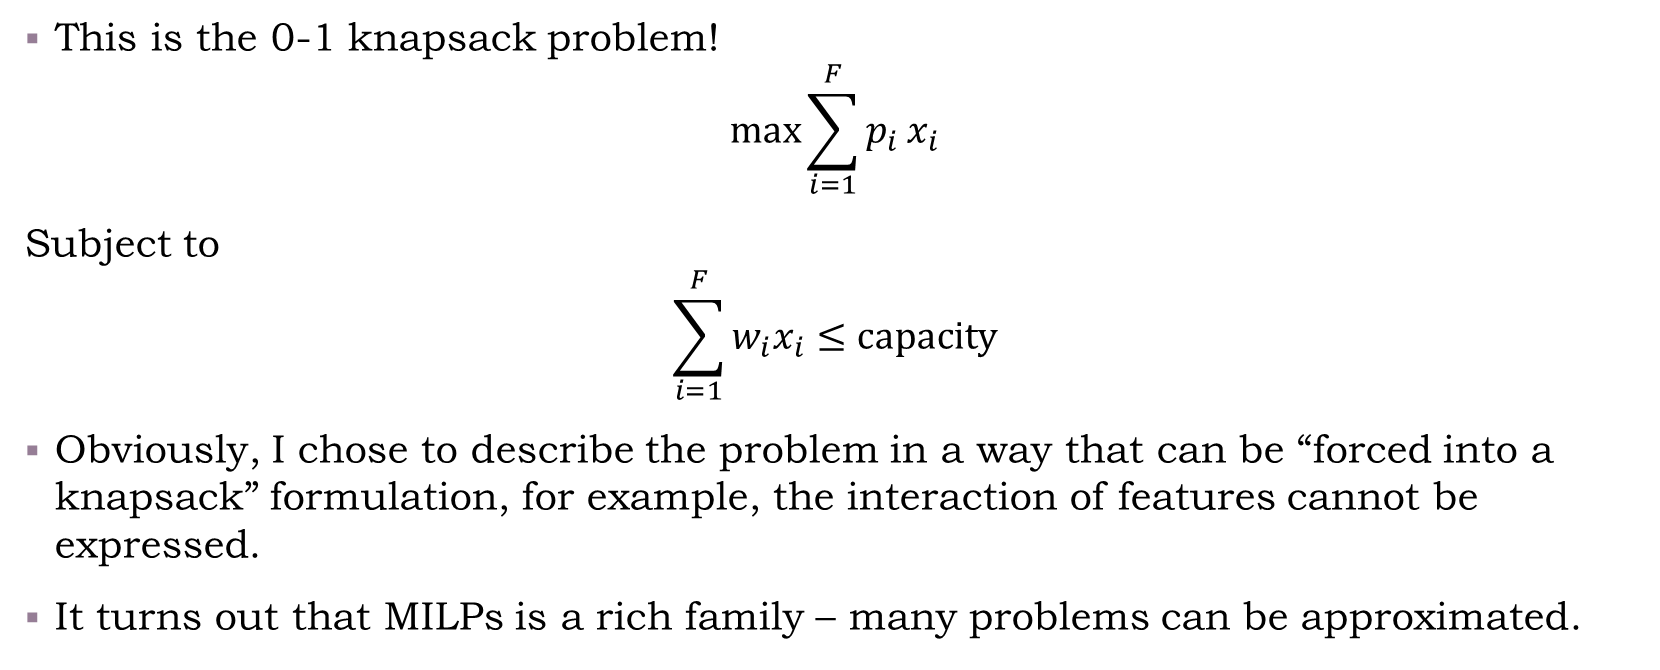 ▪ This is the 0-1 knapsack problem!
F
max ∑ pᵢ xᵢ
i=1
Subject to
F
∑ wᵢxᵢ ≤ capacity
i=1
▪ Obviously, I chose to describe the problem in a way that can be “forced into a
knapsack” formulation, for example, the interaction of features cannot be
expressed.
▪ It turns out that MILPs is a rich family – many problems can be approximated.